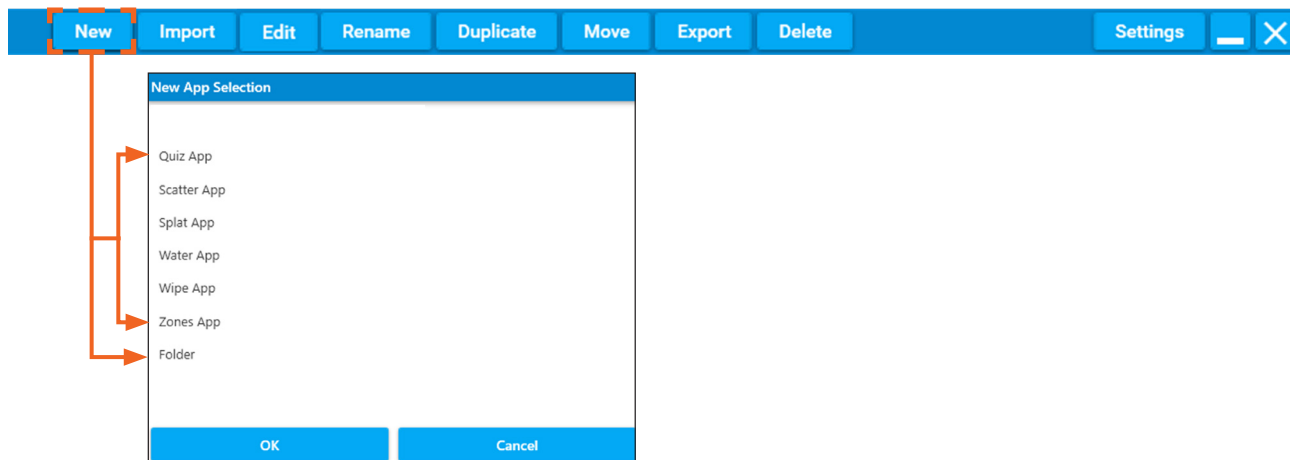 New Import Edit Rename Duplicate Move Export Delete Settings
New App Selection
Quiz App
Scatter App
Splat App
Water App
Wipe App
Zones App
Folder
OK Cancel